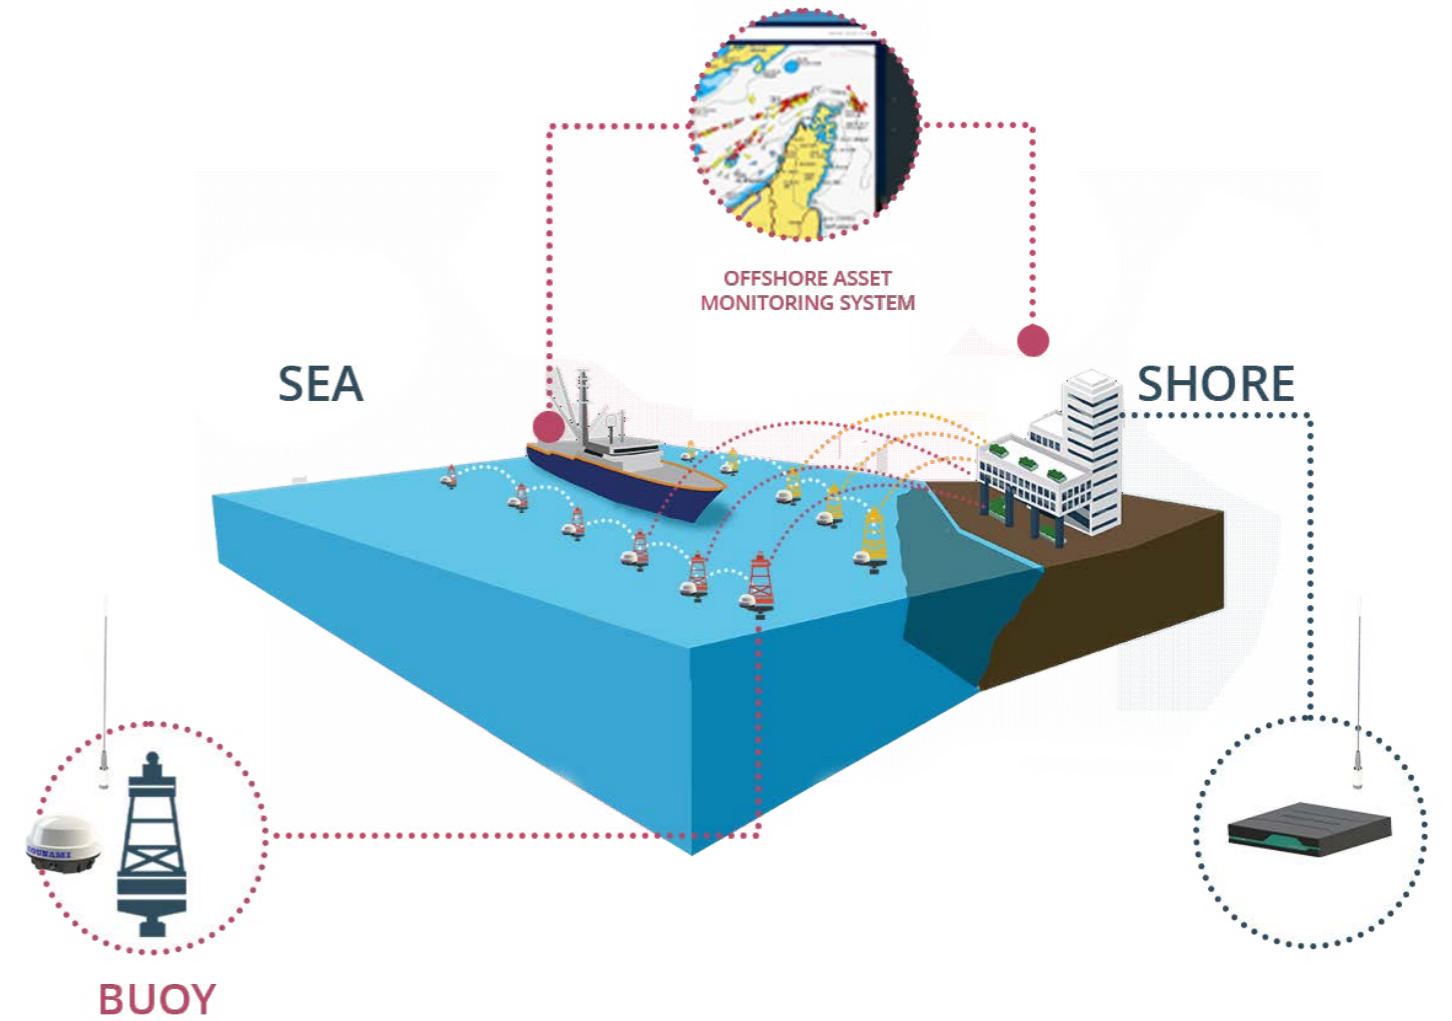 OFFSHORE ASSET
MONITORING SYSTEM
SEA
SHORE
BUOY